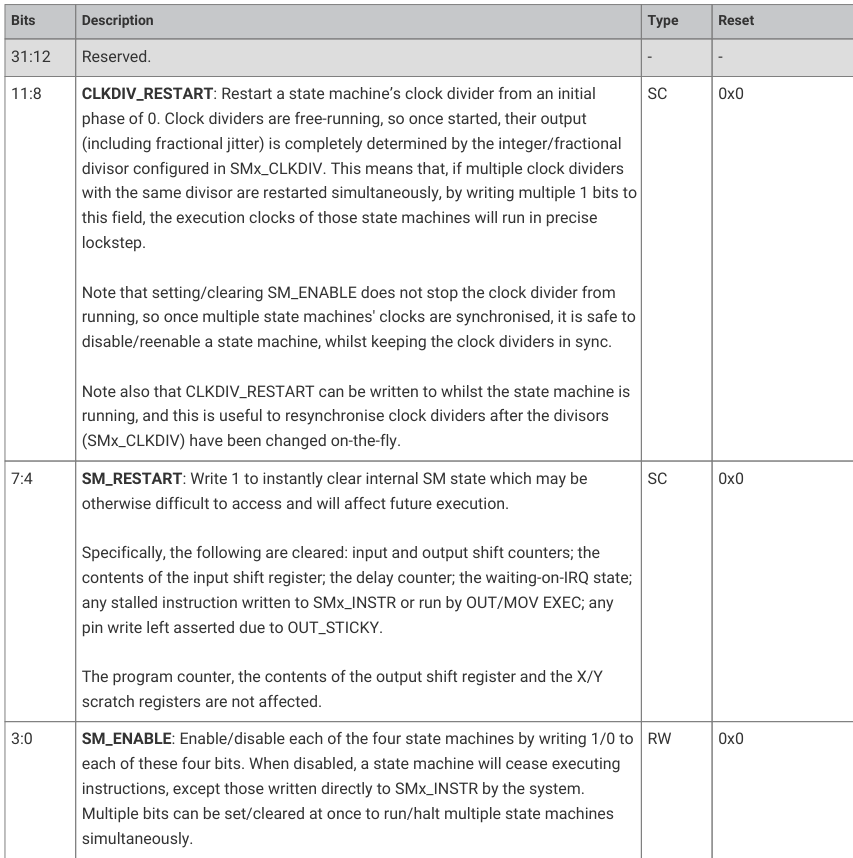 Bits Description Type Reset
31:12 Reserved. - -
11:8 CLKDIV_RESTART: Restart a state machine’s clock divider from an initial SC 0x0
phase of 0. Clock dividers are free-running, so once started, their output
(including fractional jitter) is completely determined by the integer/fractional
divisor configured in SMx_CLKDIV. This means that, if multiple clock dividers
with the same divisor are restarted simultaneously, by writing multiple 1 bits to
this field, the execution clocks of those state machines will run in precise
lockstep.
Note that setting/clearing SM_ENABLE does not stop the clock divider from
running, so once multiple state machines' clocks are synchronised, it is safe to
disable/reenable a state machine, whilst keeping the clock dividers in sync.
Note also that CLKDIV_RESTART can be written to whilst the state machine is
running, and this is useful to resynchronise clock dividers after the divisors
(SMx_CLKDIV) have been changed on-the-fly.
7:4 SM_RESTART: Write 1 to instantly clear internal SM state which may be SC 0x0
otherwise difficult to access and will affect future execution.
Specifically, the following are cleared: input and output shift counters; the
contents of the input shift register; the delay counter; the waiting-on-IRQ state;
any stalled instruction written to SMx_INSTR or run by OUT/MOV EXEC; any
pin write left asserted due to OUT_STICKY.
The program counter, the contents of the output shift register and the X/Y
scratch registers are not affected.
3:0 SM_ENABLE: Enable/disable each of the four state machines by writing 1/0 to RW 0x0
each of these four bits. When disabled, a state machine will cease executing
instructions, except those written directly to SMx_INSTR by the system.
Multiple bits can be set/cleared at once to run/halt multiple state machines
simultaneously.